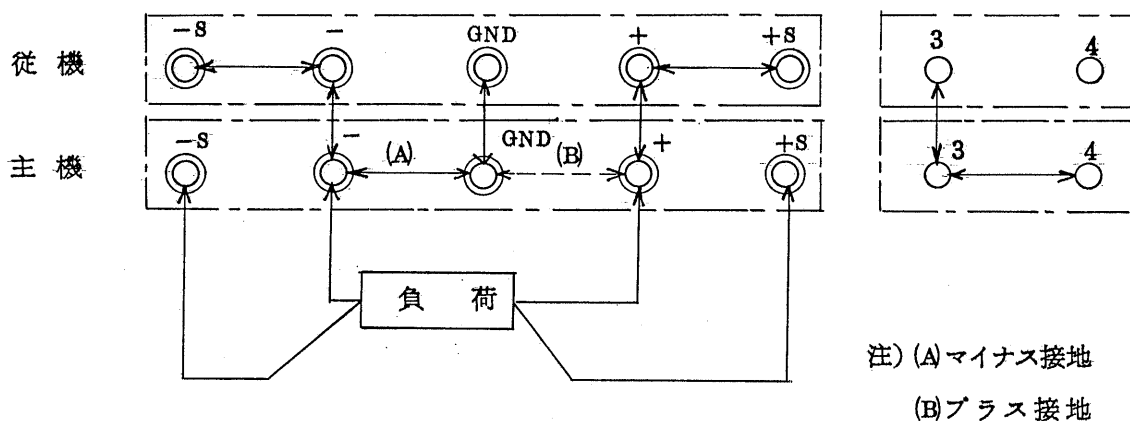 -S - GND + +S 3 4
従機
GND
主機 -S - (A) (B) + +S 3 4
負荷
注) (A)マイナス接地
(B)プラス接地